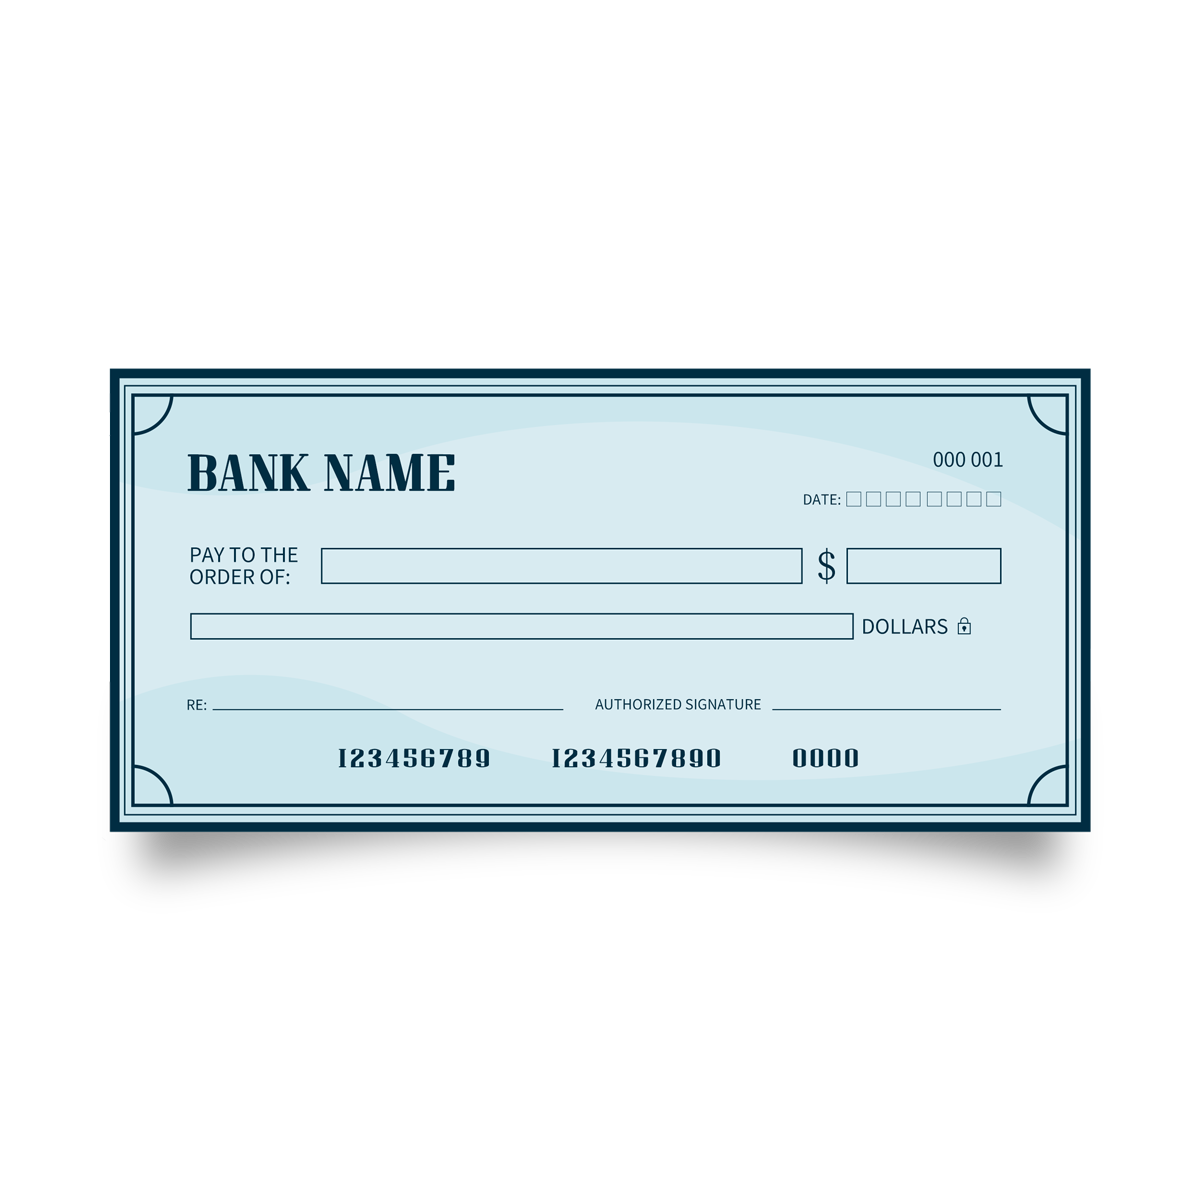 BANK NAME
000 001
DATE:
PAY TO THE
ORDER OF:
$
DOLLARS
RE:
AUTHORIZED SIGNATURE
123456789 1234567890 0000